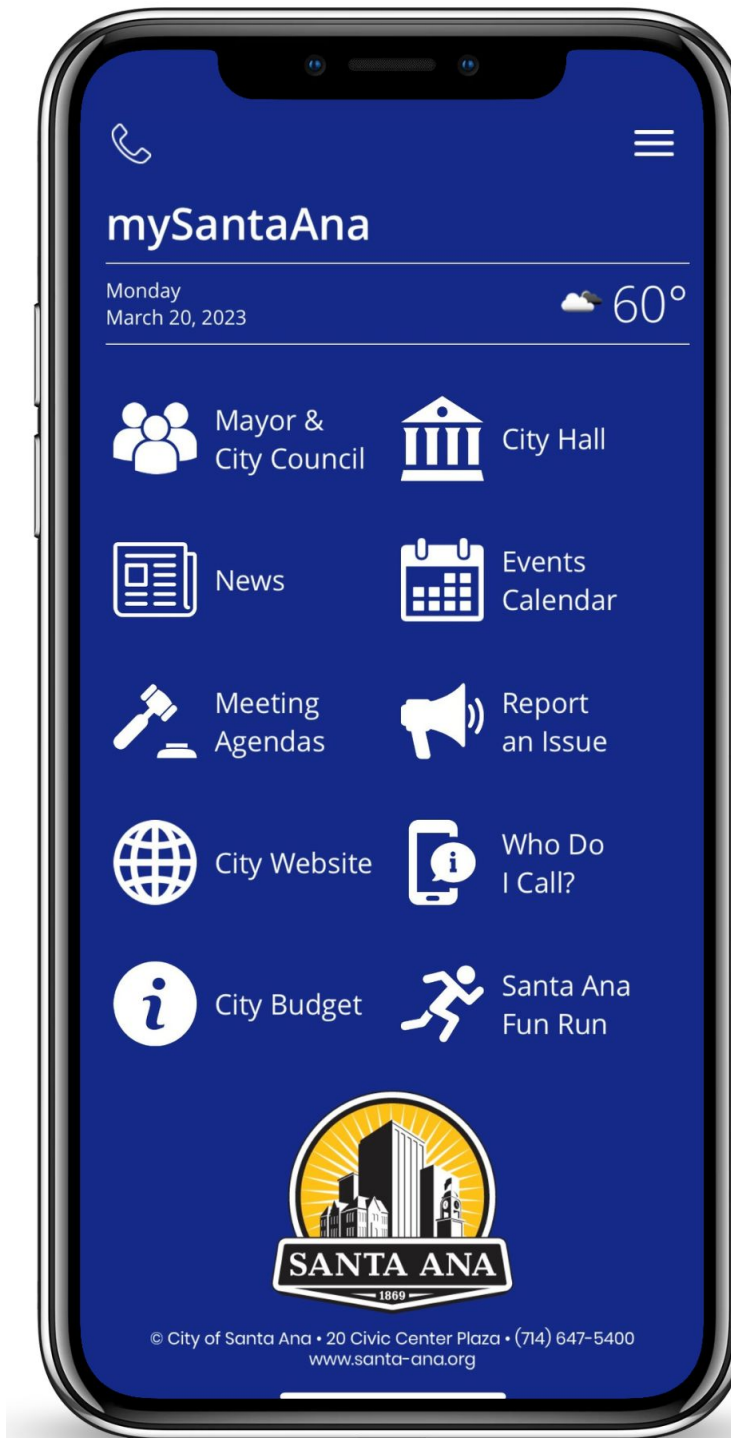 mySantaAna
Monday
March 20, 2023
60°
Mayor &
City Council
City Hall
News
Events
Calendar
Meeting
Agendas
Report
an Issue
City Website
Who Do
I Call?
City Budget
Santa Ana
Fun Run
SANTA ANA
1869
© City of Santa Ana • 20 Civic Center Plaza • (714) 647-5400
www.santa-ana.org